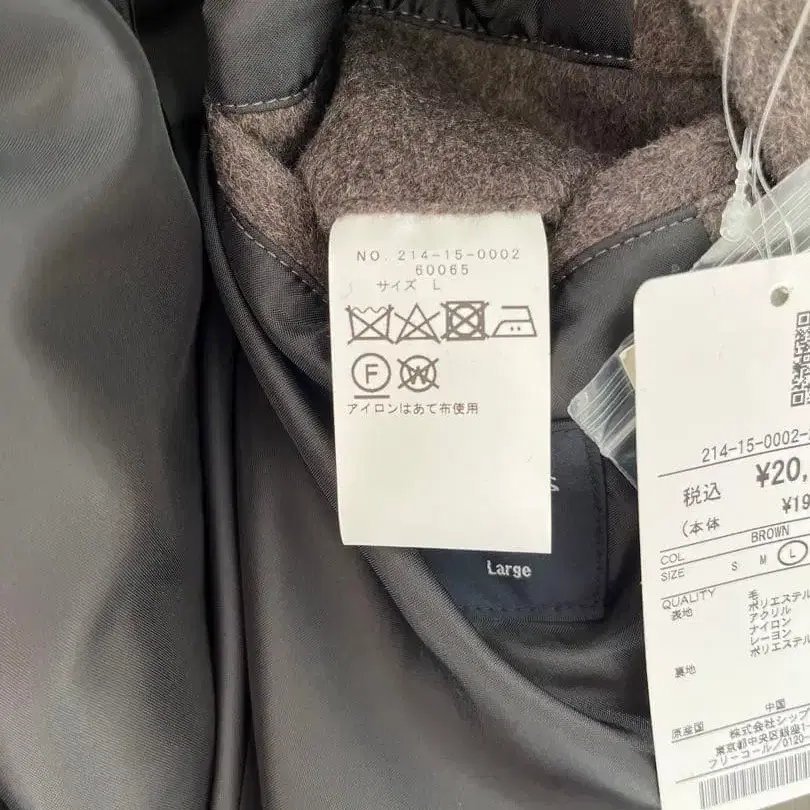 NO. 214-15-0002
60065
サイズ L
F
W
アイロンはあて布使用
Large
214-15-0002-
税込 ¥20,
(本体 ¥19
COL BROWN
SIZE S M L
QUALITY
表地 毛
ポリエステル
アクリル
ナイロン
レーヨン
裏地 ポリエステル
原産国 中国
株式会社シップ
東京都中央区銀座1-
フリーコール/0120-